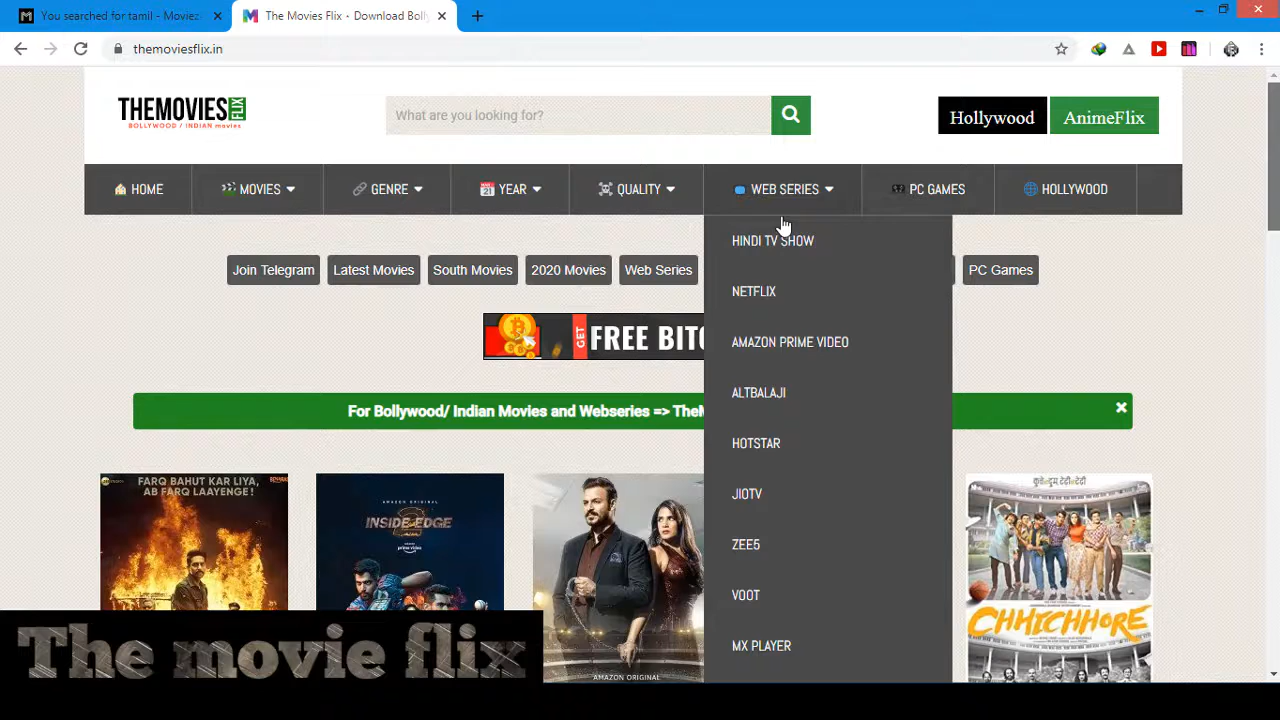 You searched for tamil - Moviez
The Movies Flix - Download Boll
themoviesflix.in
THEMOVIES FLIX
BOLLYWOOD / INDIAN movies
What are you looking for?
Hollywood
AnimeFlix
HOME
MOVIES
GENRE
YEAR
QUALITY
WEB SERIES
PC GAMES
HOLLYWOOD
HINDI TV SHOW
NETFLIX
AMAZON PRIME VIDEO
ALTBALAJI
HOTSTAR
JIOTV
ZEE5
VOOT
MX PLAYER
Join Telegram
Latest Movies
South Movies
2020 Movies
Web Series
PC Games
GET FREE BITC
For Bollywood/ Indian Movies and Webseries => TheM
FARQ BAHUT KAR LIYA,
AB FARQ LAAYENGE!
AMAZON ORIGINAL
INSIDE EDGE
2
prime video
AMAZON ORIGINAL
CHHICHHORE
The movie flix